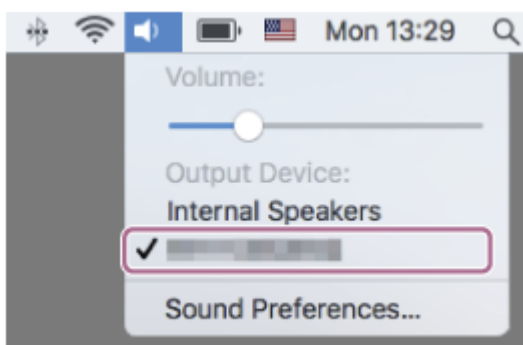 Mon 13:29
Volume:
Output Device:
Internal Speakers
Sound Preferences...